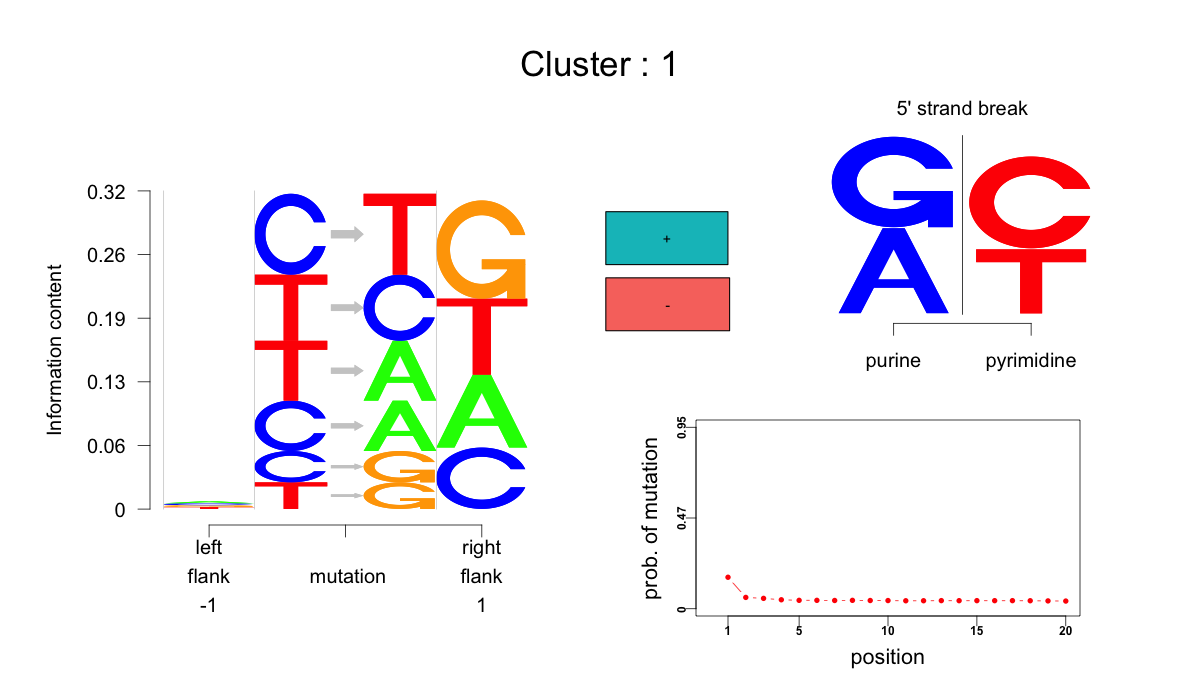 Cluster : 1
5' strand break
Information content
0.32
0.26
0.19
0.13
0.06
0
C T G
T C T
T A A
C A C
C G
T G
left
flank
-1
mutation
right
flank
1
+
-
G C
A T
purine pyrimidine
prob. of mutation
0.95
0.47
0
1 5 10 15 20
position